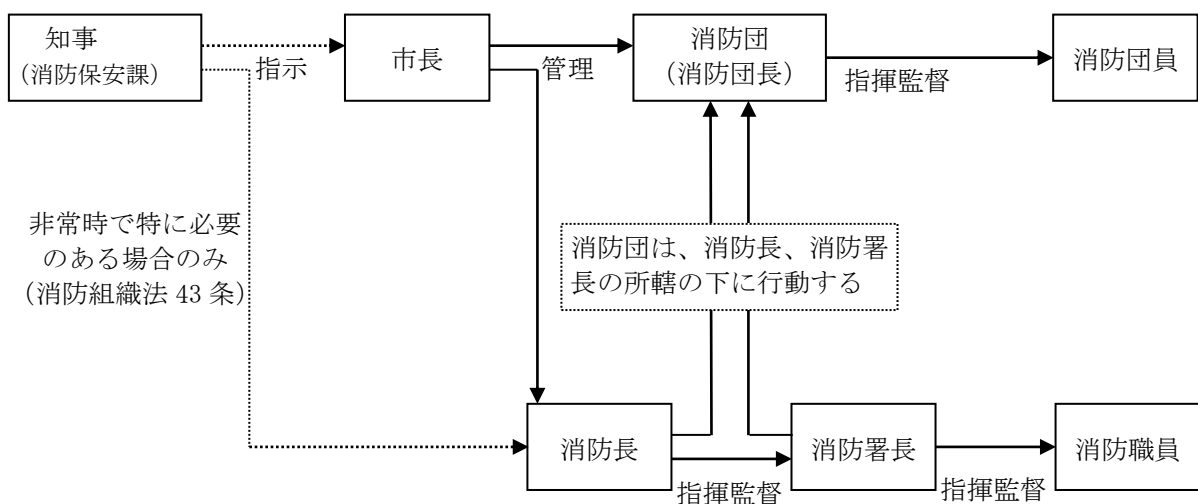 知事
(消防保安課)
指示
市長
管理
消防団
(消防団長)
指揮監督
消防団員
非常時で特に必要
のある場合のみ
(消防組織法 43 条)
消防団は、消防長、消防署
長の所轄の下に行動する
消防長
指揮監督
消防署長
指揮監督
消防職員